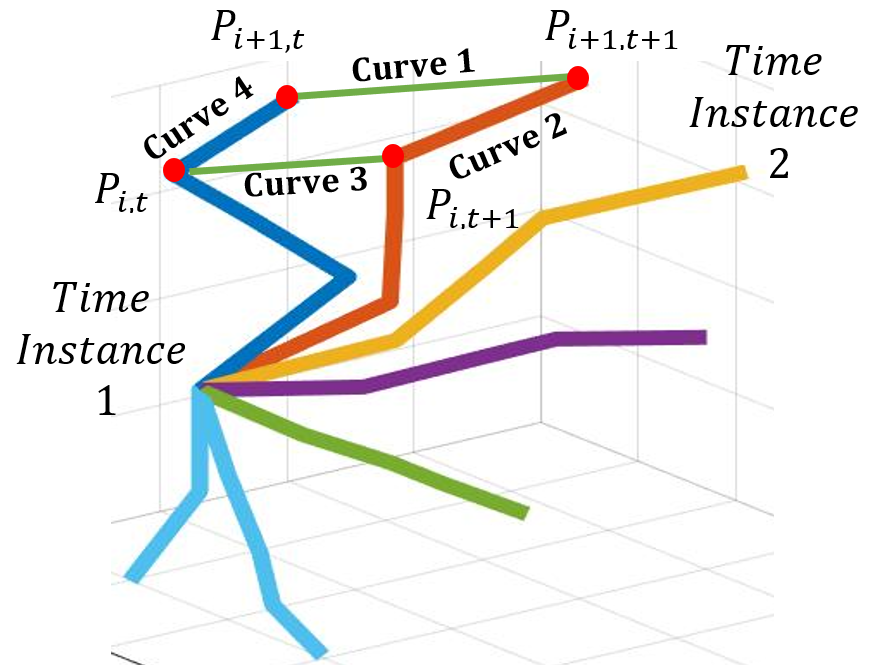 P_{i+1,t}
P_{i+1,t+1}
Time
Instance
2
Curve 1
Curve 4
Curve 2
Curve 3
P_{i,t}
P_{i,t+1}
Time
Instance
1